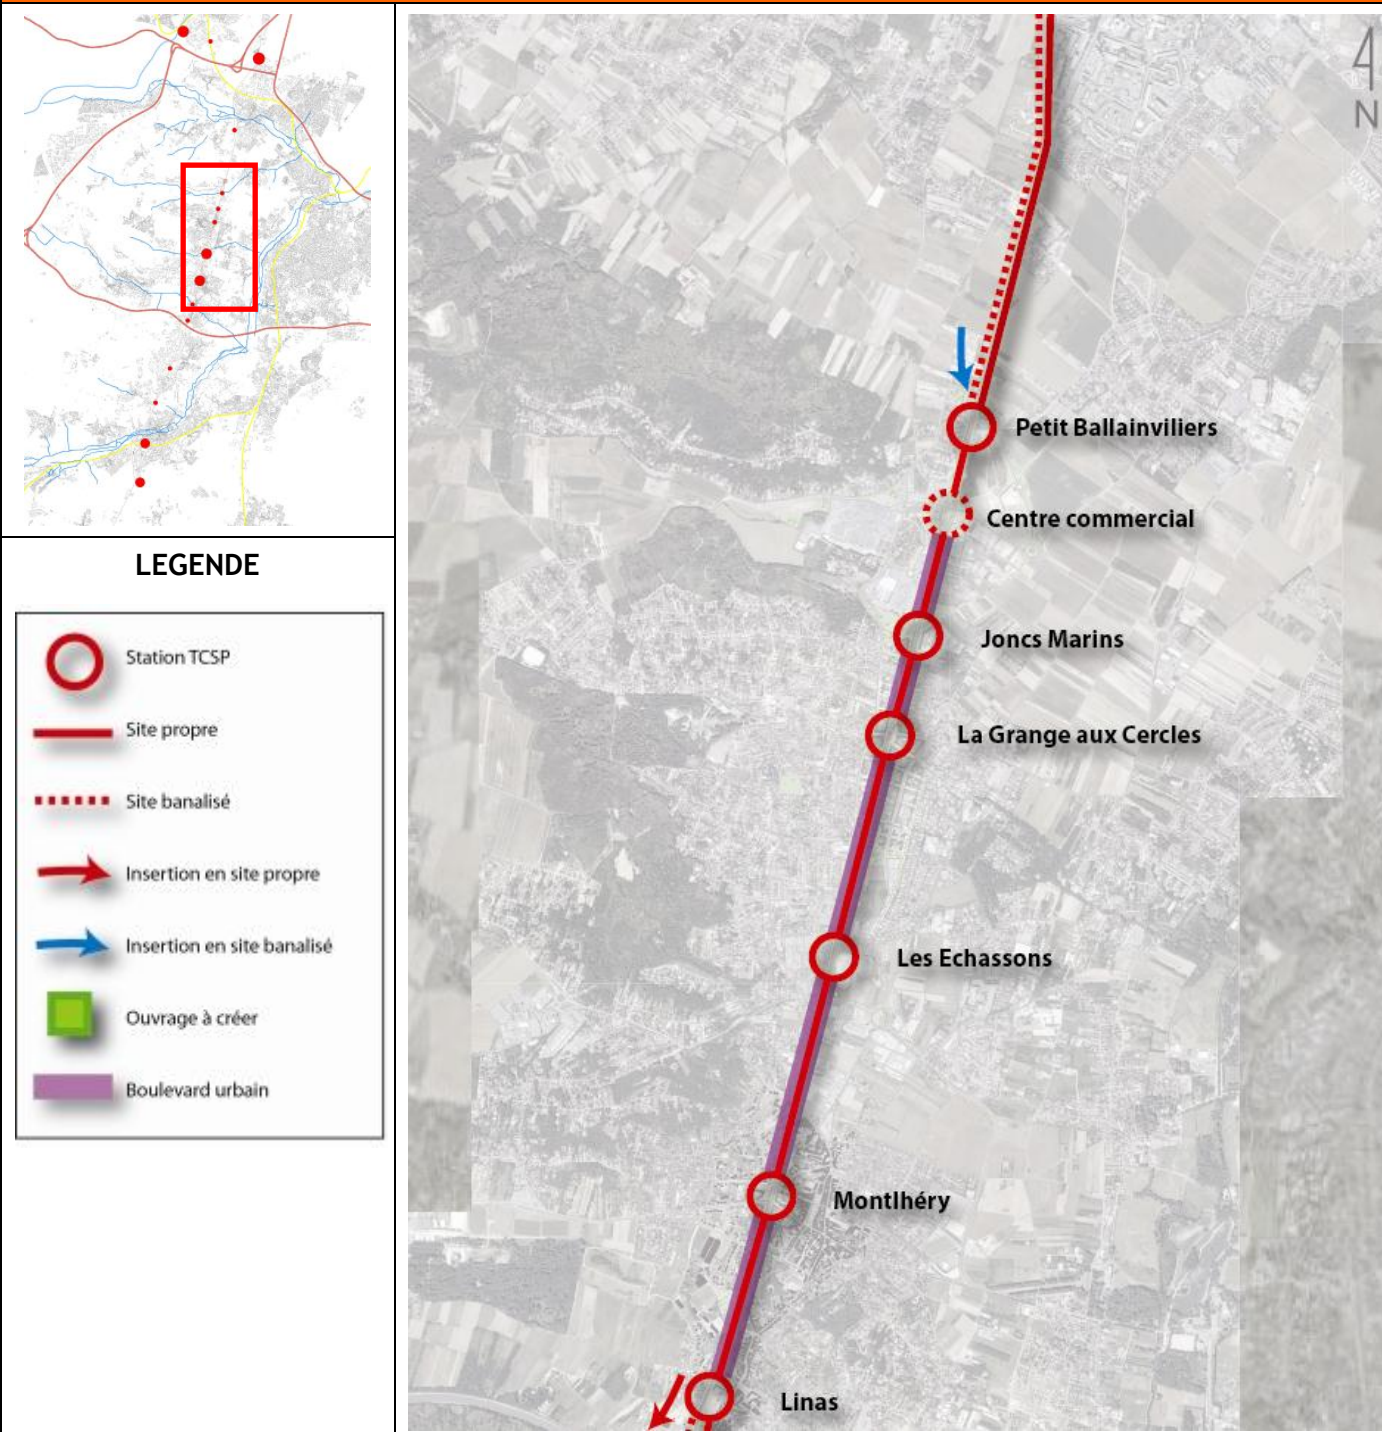 LEGENDE
Station TCSP
Site propre
Site banalisé
Insertion en site propre
Insertion en site banalisé
Ouvrage à créer
Boulevard urbain
N
Petit Ballainviliers
Centre commercial
Joncs Marins
La Grange aux Cercles
Les Echassons
Montlhéry
Linas